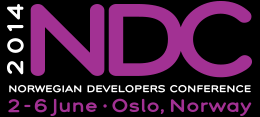 2014
NDC
NORWEGIAN DEVELOPERS CONFERENCE
2-6 June · Oslo, Norway